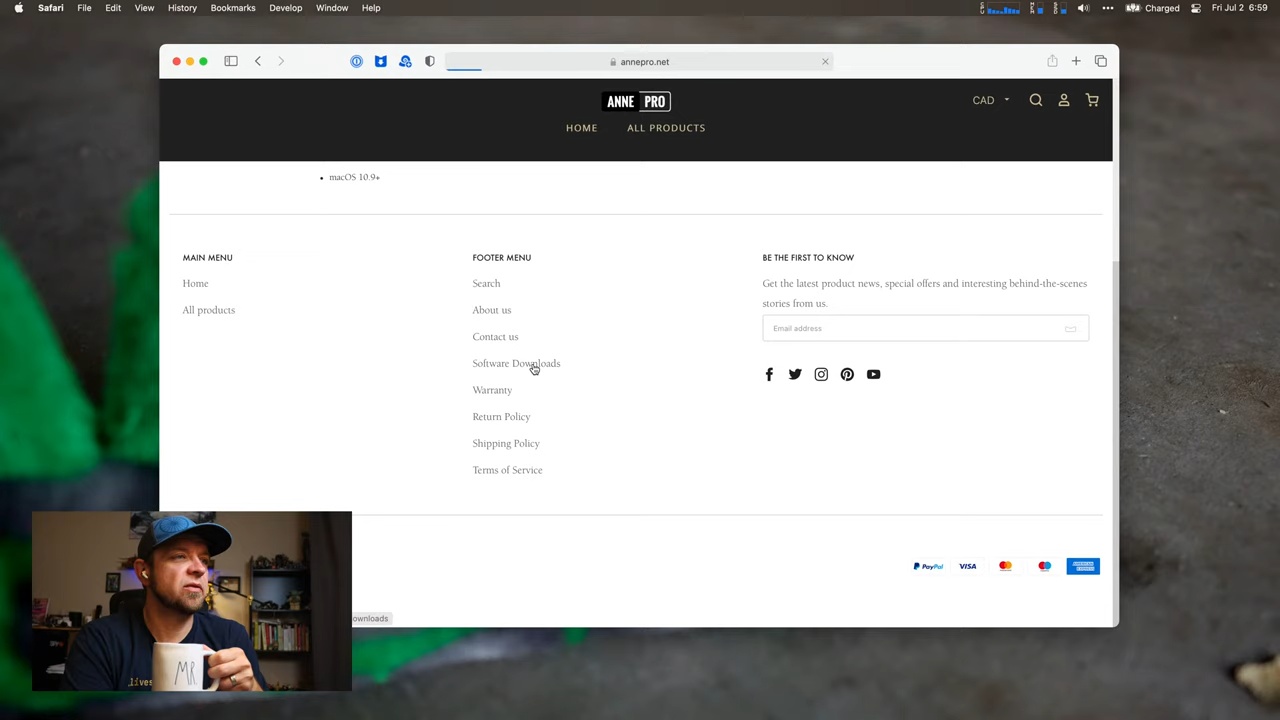 Safari File Edit View History Bookmarks Develop Window Help
Charged Fri Jul 2 6:59
annepro.net
ANNE PRO
CAD
HOME ALL PRODUCTS
• macOS 10.9+
MAIN MENU
Home
All products
FOOTER MENU
Search
About us
Contact us
Software Downloads
Warranty
Return Policy
Shipping Policy
Terms of Service
BE THE FIRST TO KNOW
Get the latest product news, special offers and interesting behind-the-scenes
stories from us.
Email address
PayPal VISA
AMERICAN EXPRESS
ownloads
MR
lives